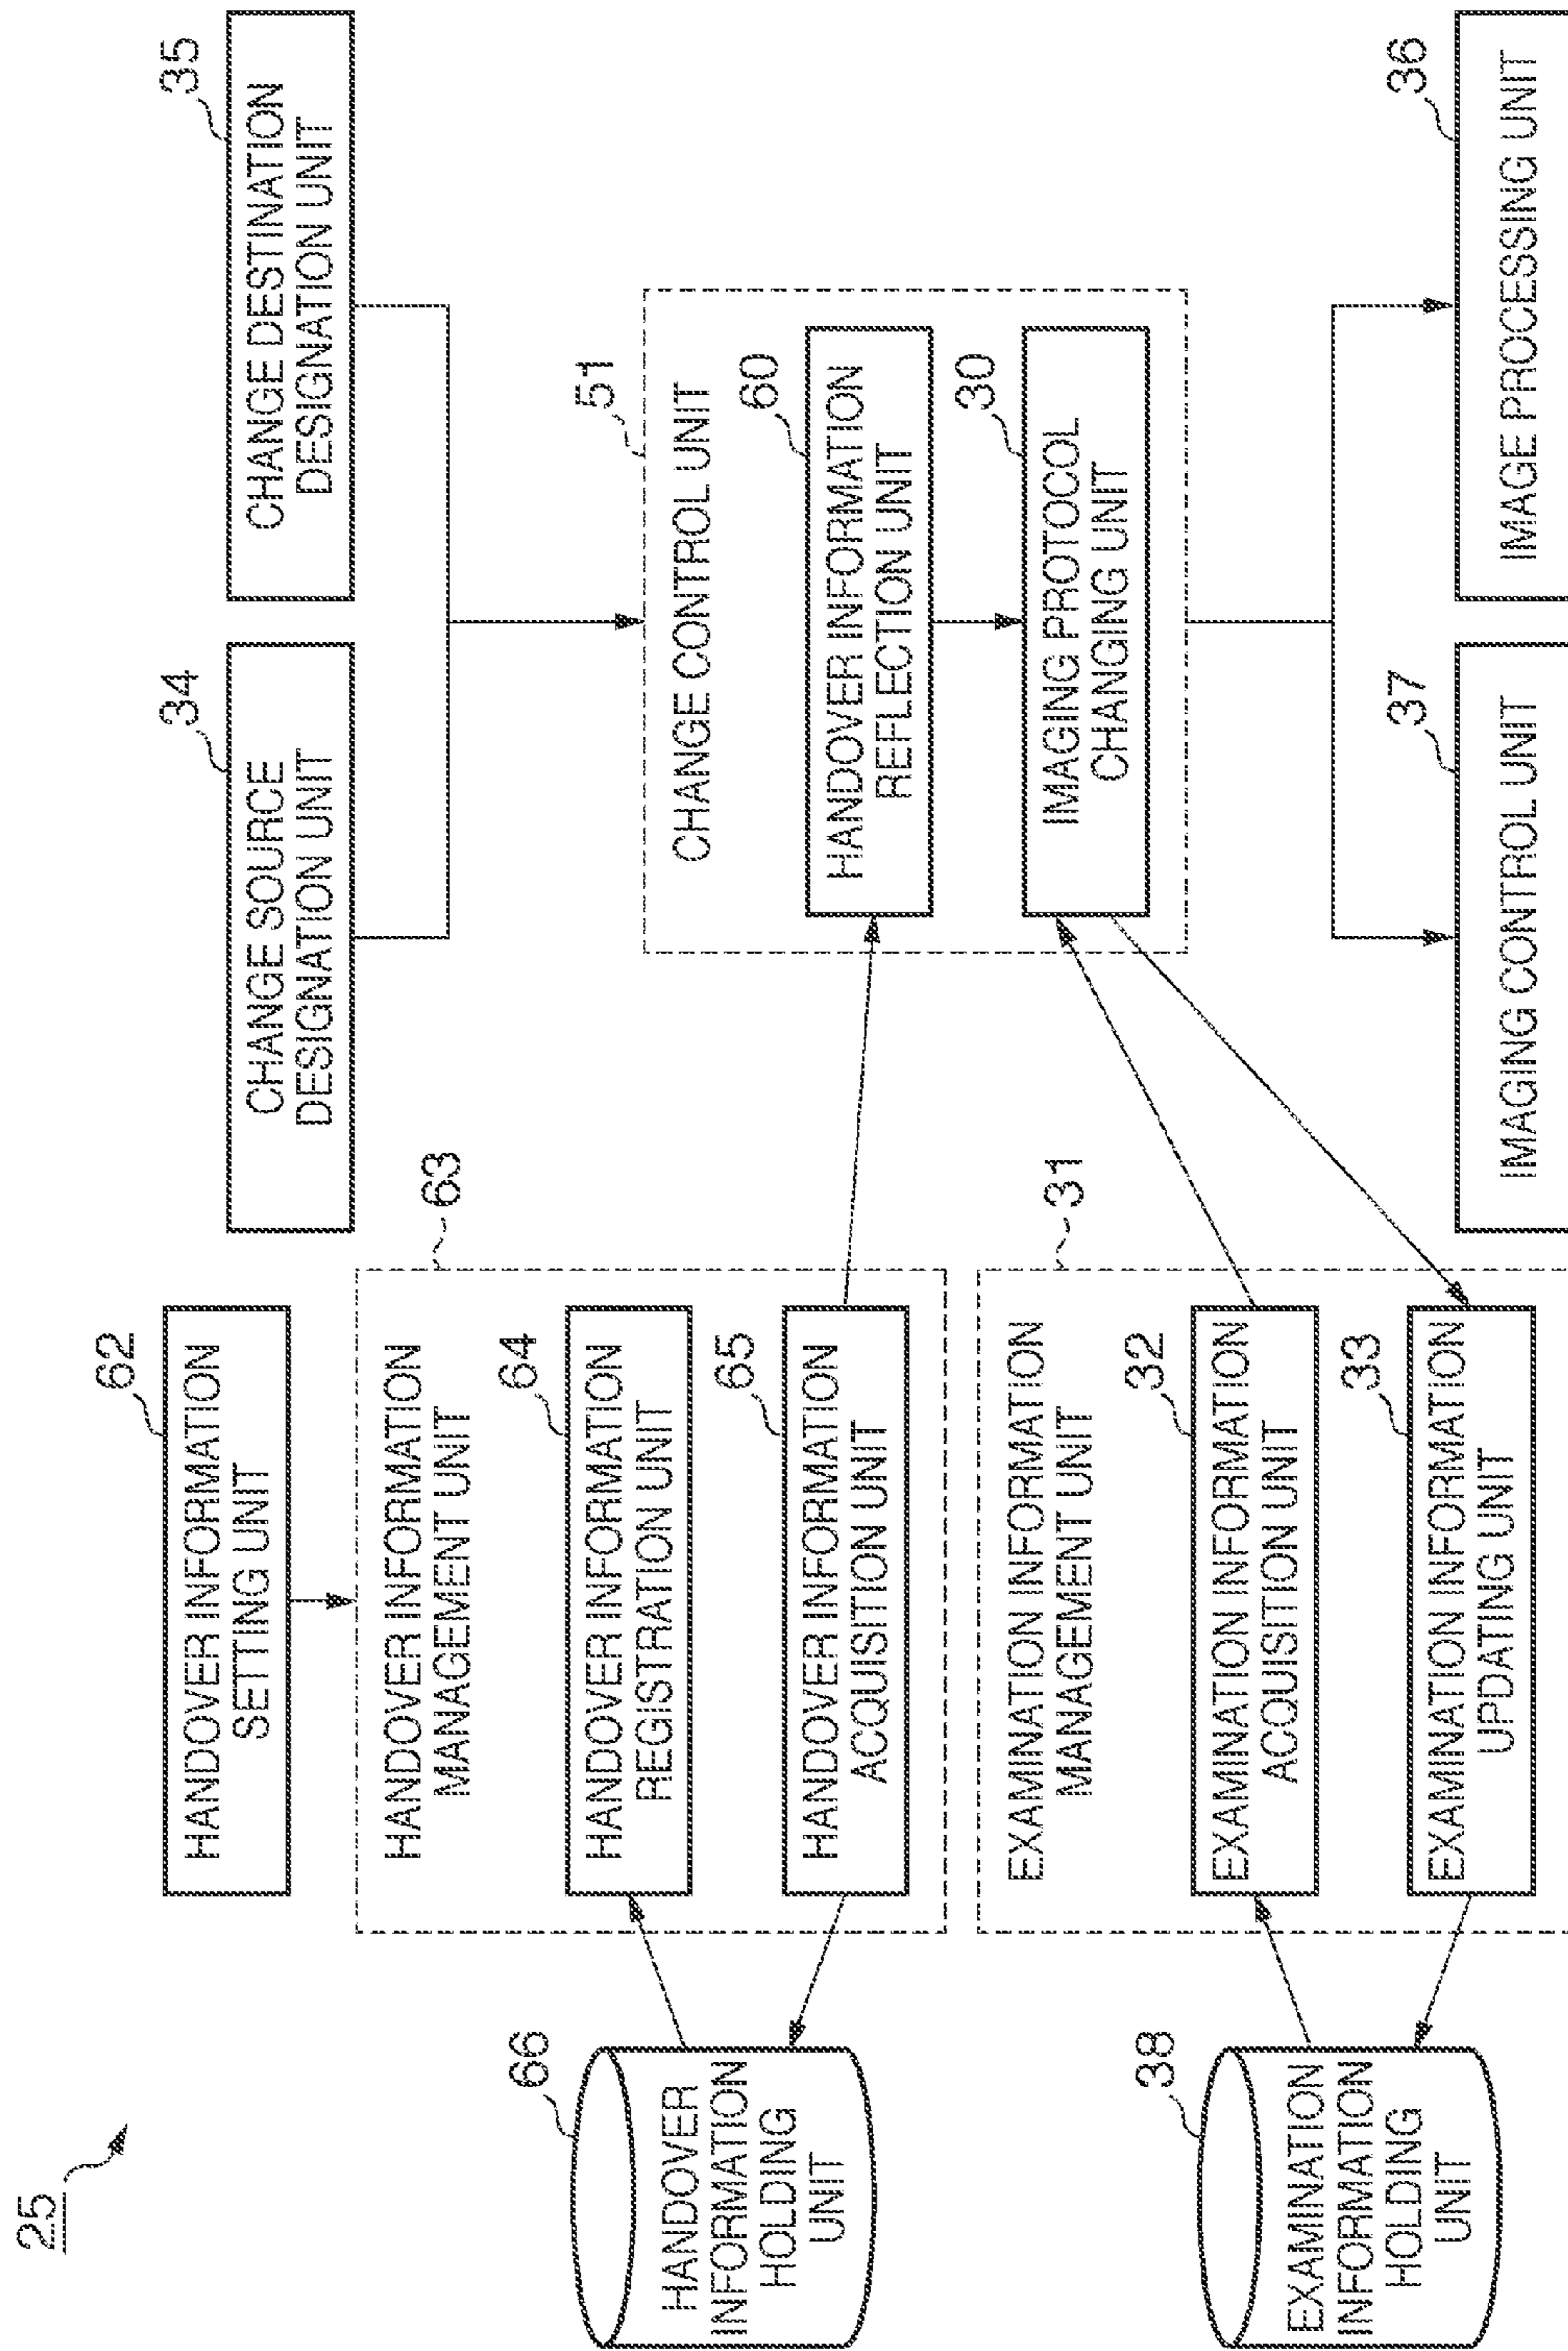 25
62
HANDOVER INFORMATION
SETTING UNIT
34
CHANGE SOURCE
DESIGNATION UNIT
35
CHANGE DESTINATION
DESIGNATION UNIT
63
HANDOVER INFORMATION
MANAGEMENT UNIT
66
HANDOVER
INFORMATION
HOLDING
UNIT
64
HANDOVER INFORMATION
REGISTRATION UNIT
65
HANDOVER INFORMATION
ACQUISITION UNIT
51
CHANGE CONTROL UNIT
60
HANDOVER INFORMATION
REFLECTION UNIT
30
IMAGING PROTOCOL
CHANGING UNIT
31
EXAMINATION INFORMATION
MANAGEMENT UNIT
38
EXAMINATION
INFORMATION
HOLDING
UNIT
32
EXAMINATION INFORMATION
ACQUISITION UNIT
33
EXAMINATION INFORMATION
UPDATING UNIT
37
IMAGING CONTROL UNIT
36
IMAGE PROCESSING UNIT